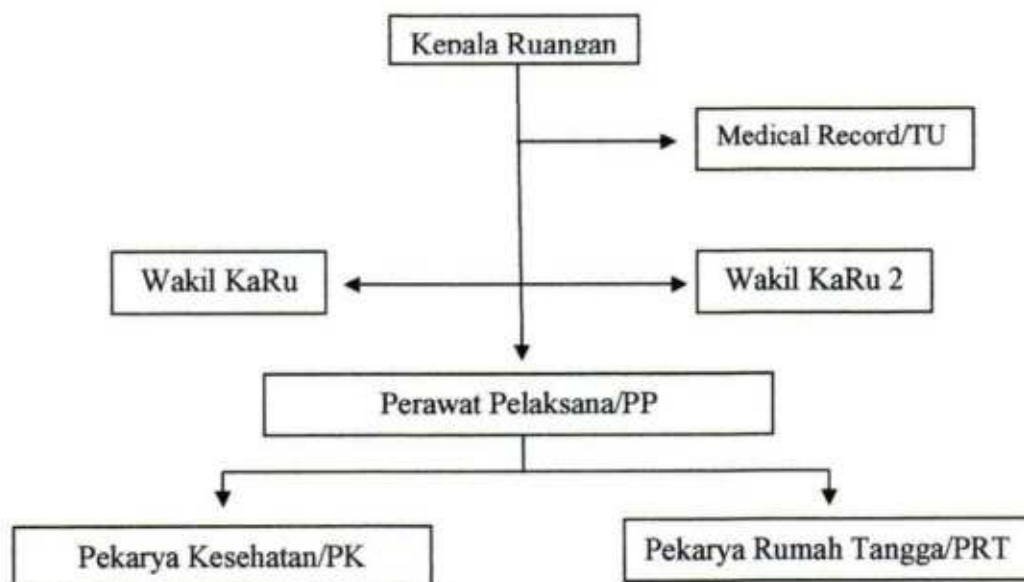 Kepala Ruangan
Medical Record/TU
Wakil KaRu
Wakil KaRu 2
Perawat Pelaksana/PP
Pekarya Kesehatan/PK
Pekarya Rumah Tangga/PRT